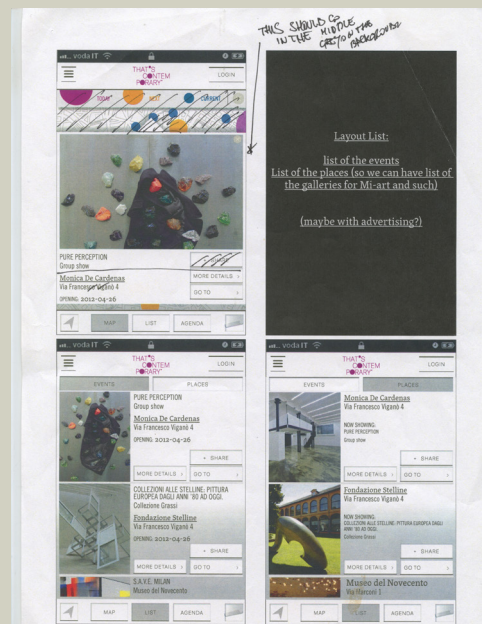 THIS SHOULD GO
IN THE MIDDLE
GREY ON THE
BACKGROUND
voda IT
THAT'S
CONTEM
PORARY
LOGIN
TODAY
NEXT
CURRENT
PURE PERCEPTION
Group show
SHARE
Monica De Cardenas
Via Francesco Viganò 4
MORE DETAILS >
OPENING: 2012-04-26
GO TO >
MAP
LIST
AGENDA
Layout List:
list of the events
List of the places (so we can have list of
the galleries for Mi-art and such)
(maybe with advertising?)
voda IT
THAT'S
CONTEM
PORARY
LOGIN
EVENTS
PLACES
PURE PERCEPTION
Group show
Monica De Cardenas
Via Francesco Viganò 4
OPENING: 2012-04-26
+ SHARE
MORE DETAILS >
GO TO >
COLLEZIONI ALLE STELLINE: PITTURA
EUROPEA DAGLI ANNI '80 AD OGGI.
Collezione Grassi
Fondazione Stelline
Via Francesco Viganò 4
OPENING: 2012-04-26
+ SHARE
MORE DETAILS >
GO TO >
S.A.V.E. MILAN
Museo del Novecento
MAP
LIST
AGENDA
voda IT
THAT'S
CONTEM
PORARY
LOGIN
EVENTS
PLACES
Monica De Cardenas
Via Francesco Viganò 4
NOW SHOWING:
PURE PERCEPTION
Group show
+ SHARE
MORE DETAILS >
GO TO >
Fondazione Stelline
Via Francesco Viganò 4
NOW SHOWING:
COLLEZIONI ALLE STELLINE: PITTURA EUROPEA DAGLI
ANNI '80 AD OGGI.
Collezione Grassi
+ SHARE
MORE DETAILS >
GO TO >
Museo del Novecento
Via Marconi 1
MAP
LIST
AGENDA